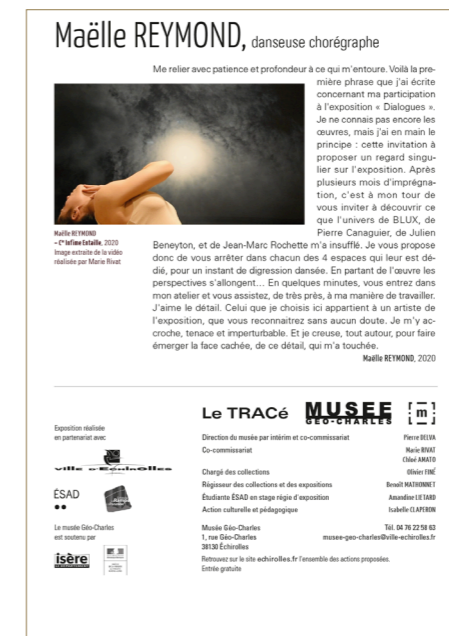 Maëlle REYMOND, danseuse chorégraphe
Me relier avec patience et profondeur à ce qui m'entoure. Voilà la pre-
mière phrase que j'ai écrite
concernant ma participation
à l'exposition « Dialogues ».
Je ne connais pas encore les
œuvres, mais j'ai en main le
principe : cette invitation à
proposer un regard singu-
lier sur l'exposition. Après
plusieurs mois d'imprégna-
tion, c'est à mon tour de
vous inviter à découvrir ce
que l'univers de BLUX, de
Pierre Canaguier, de Julien
Beneyton, et de Jean-Marc Rochette m'a insufflé. Je vous propose
donc de vous arrêter dans chacun des 4 espaces qui leur est dé-
dié, pour un instant de digression dansée. En partant de l'œuvre les
perspectives s'allongent... En quelques minutes, vous entrez dans
mon atelier et vous assistez, de très près, à ma manière de travailler.
J'aime le détail. Celui que je choisis ici appartient à un artiste de
l'exposition, que vous reconnaitrez sans aucun doute. Je m'y ac-
croche, tenace et imperturbable. Et je creuse, tout autour, pour faire
émerger la face cachée, de ce détail, qui m'a touchée.
Maëlle REYMOND, 2020
Maëlle REYMOND
– Cie Infime Entaille, 2020
Image extraite de la vidéo
réalisée par Marie Rivat
Exposition réalisée
en partenariat avec
ville d'Échirolles
ÉSAD
Le musée Géo-Charles
est soutenu par
isère
Le TRACé
MUSEE
GÉO-CHARLES
[m]
Direction du musée par intérim et co-commissariat Pierre DELVA
Co-commissariat Marie RIVAT
Chloé AMATO
Chargé des collections Olivier FINÉ
Régisseur des collections et des expositions Benoît MATHONNET
Étudiante ÉSAD en stage régie d'exposition Amandine LIETARD
Action culturelle et pédagogique Isabelle CLAPERON
Musée Géo-Charles Tél. 04 76 22 58 63
1, rue Géo-Charles musee-geo-charles@ville-echirolles.fr
38130 Échirolles
Retrouvez sur le site echirolles.fr l'ensemble des actions proposées.
Entrée gratuite